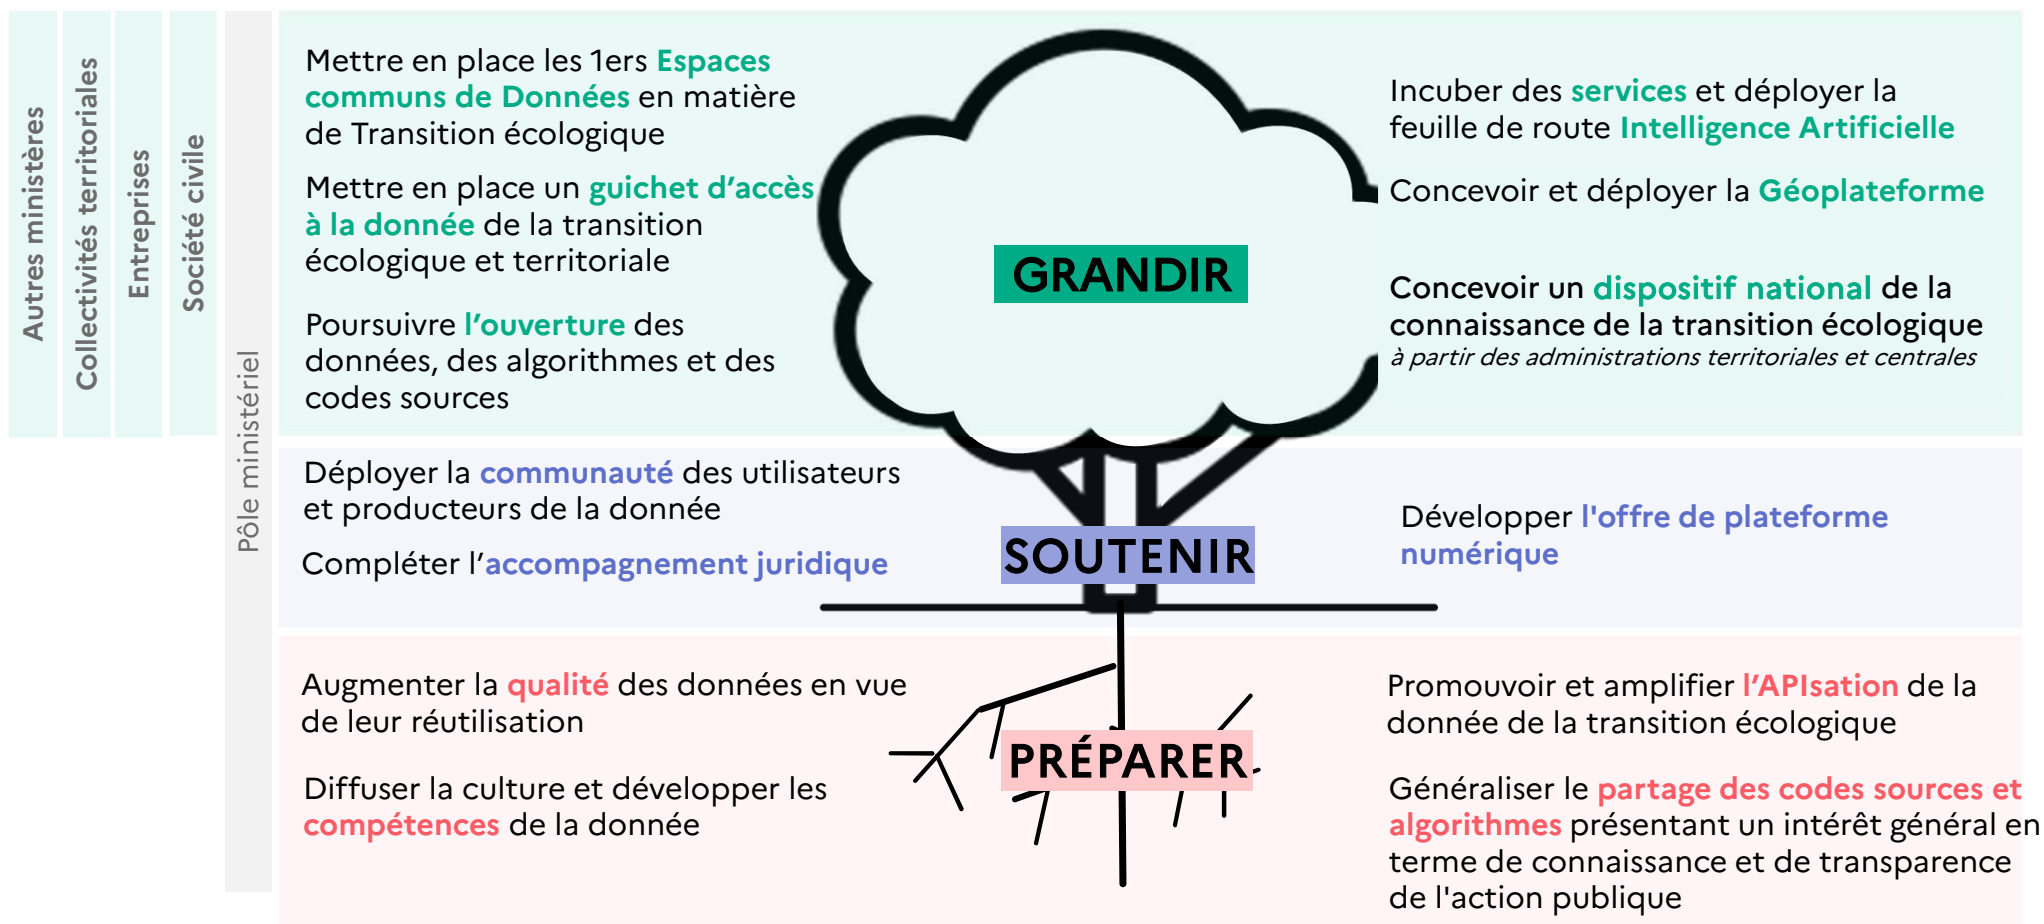 Autres ministères
Collectivités territoriales
Entreprises
Société civile
Pôle ministériel
Mettre en place les 1ers Espaces
communs de Données en matière
de Transition écologique
Mettre en place un guichet d’accès
à la donnée de la transition
écologique et territoriale
Poursuivre l’ouverture des
données, des algorithmes et des
codes sources
GRANDIR
Incuber des services et déployer la
feuille de route Intelligence Artificielle
Concevoir et déployer la Géoplateforme
Concevoir un dispositif national de la
connaissance de la transition écologique
à partir des administrations territoriales et centrales
Déployer la communauté des utilisateurs
et producteurs de la donnée
Compléter l’accompagnement juridique
SOUTENIR
Développer l'offre de plateforme
numérique
Augmenter la qualité des données en vue
de leur réutilisation
Diffuser la culture et développer les
compétences de la donnée
PRÉPARER
Promouvoir et amplifier l’APIsation de la
donnée de la transition écologique
Généraliser le partage des codes sources et
algorithmes présentant un intérêt général en
terme de connaissance et de transparence
de l'action publique